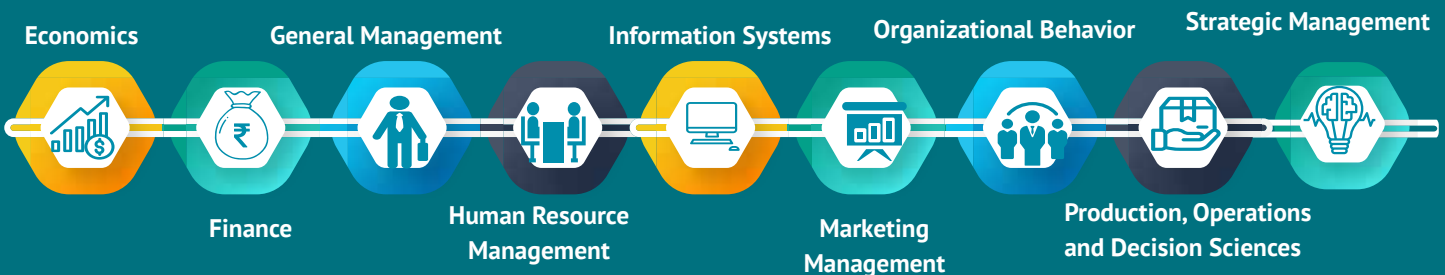 Economics
Finance
General Management
Human Resource
Management
Information Systems
Marketing
Management
Organizational Behavior
Production, Operations
and Decision Sciences
Strategic Management
₹
$